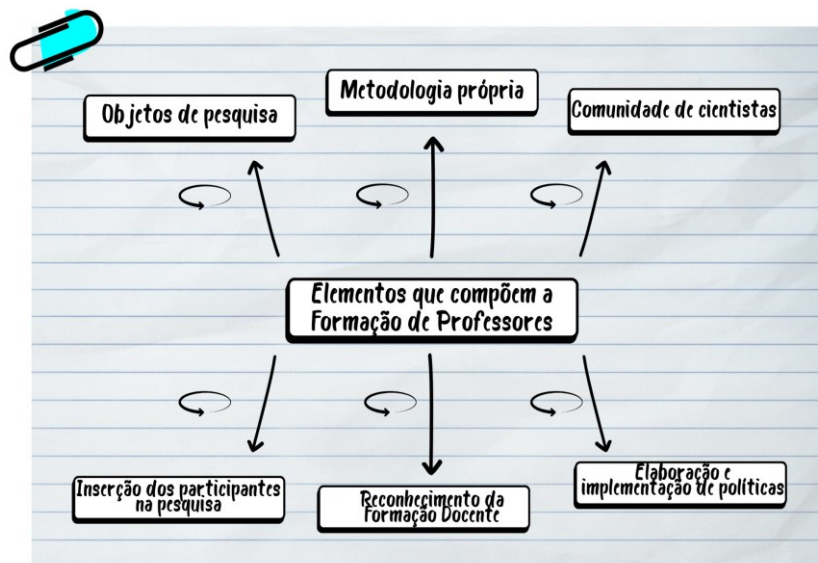 Objetos de pesquisa
Metodologia própria
Comunidade de cientistas
Elementos que compõem a
Formação de Professores
Inserção dos participantes
na pesquisa
Reconhecimento da
Formação Docente
Elaboração e
implementação de políticas